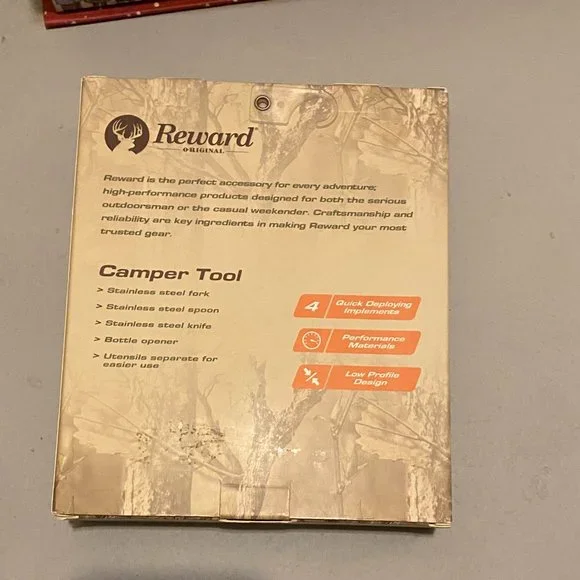 Reward™
ORIGINAL
Reward is the perfect accessory for every adventure;
high-performance products designed for both the serious
outdoorsman or the casual weekender. Craftsmanship and
reliability are key ingredients in making Reward your most
trusted gear.
Camper Tool
> Stainless steel fork
> Stainless steel spoon
> Stainless steel knife
> Bottle opener
> Utensils separate for
easier use
4 Quick Deploying
Implements
Performance
Materials
Low Profile
Design